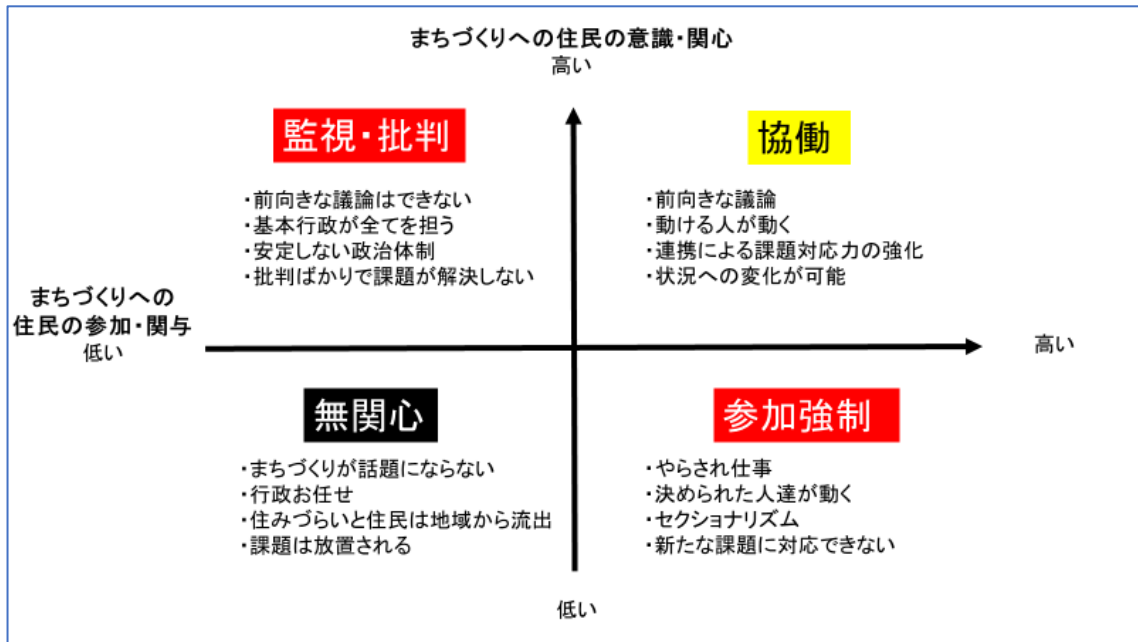 まちづくりへの住民の意識・関心
高い
監視・批判
・前向きな議論はできない
・基本行政が全てを担う
・安定しない政治体制
・批判ばかりで課題が解決しない
協働
・前向きな議論
・動ける人が動く
・連携による課題対応力の強化
・状況への変化が可能
まちづくりへの
住民の参加・関与
低い
高い
無関心
・まちづくりが話題にならない
・行政お任せ
・住みづらいと住民は地域から流出
・課題は放置される
参加強制
・やらされ仕事
・決められた人達が動く
・セクショナリズム
・新たな課題に対応できない
低い